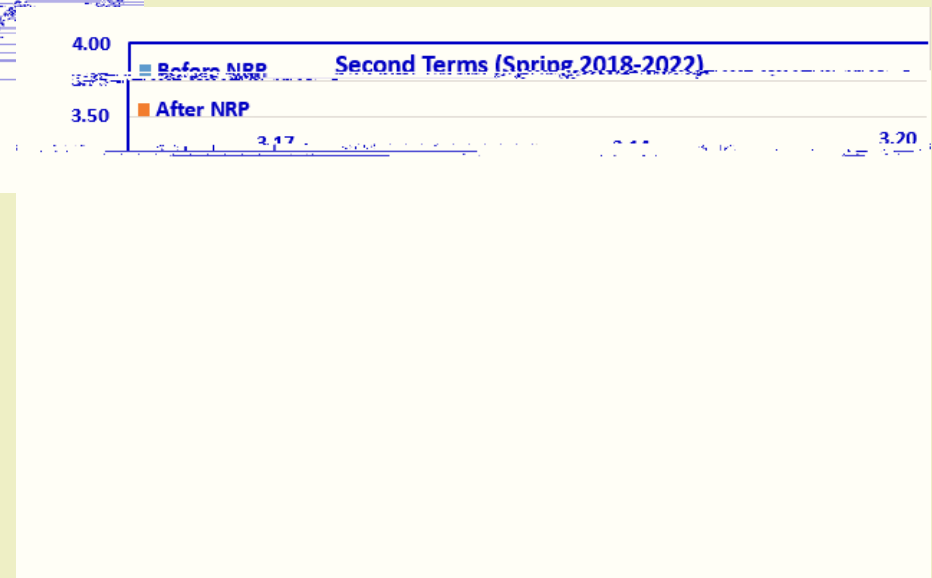 4.00
Second Terms (Spring 2018-2022)
Before NRP
3.50
After NRP
3.17
3.20